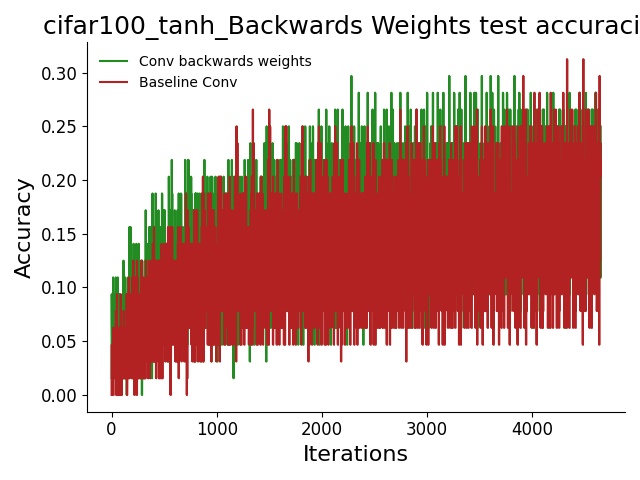 cifar100_tanh_Backwards Weights test accuraci
Conv backwards weights
Baseline Conv
Accuracy
0.30
0.25
0.20
0.15
0.10
0.05
0.00
0 1000 2000 3000 4000
Iterations